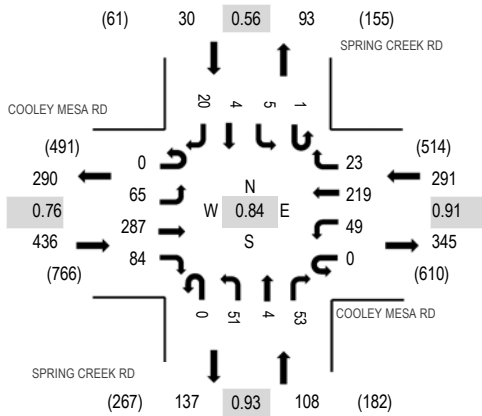 (61) 30 0.56 93 (155)
SPRING CREEK RD
20 4 5 1
COOLEY MESA RD
(491) (514)
0 23
290 291
65 N 219
0.76 W 0.84 E 0.91
287 49
436 S 345
84 0
(766) (610)
0 51 4 53
COOLEY MESA RD
SPRING CREEK RD
(267) 137 0.93 108 (182)